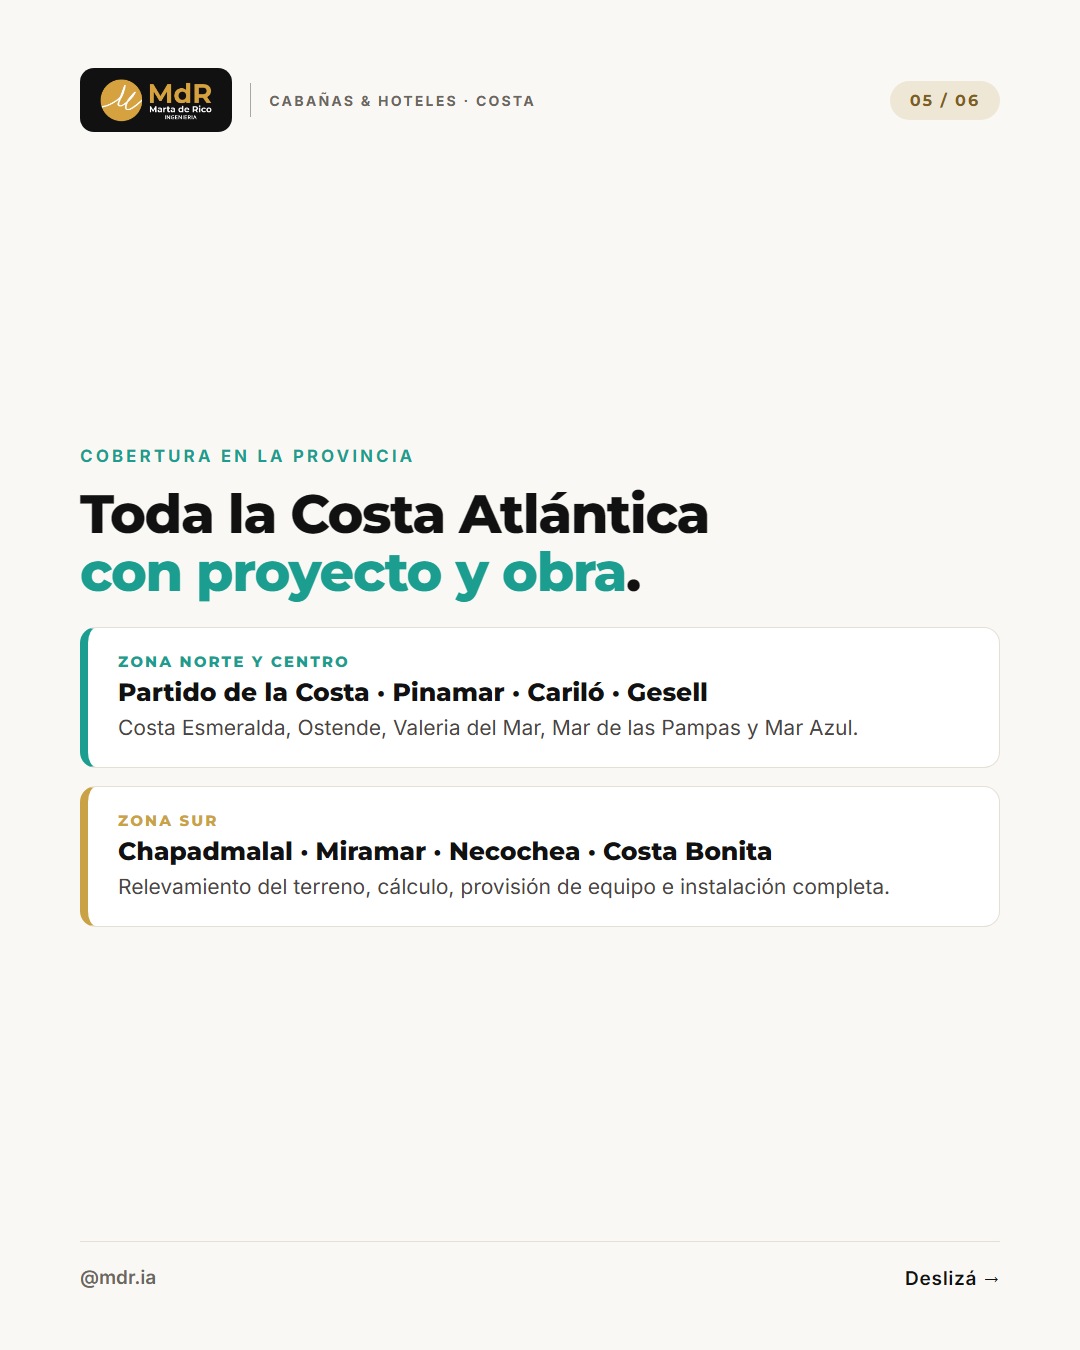 MdR
Marta de Rico
INGENIERIA
CABAÑAS & HOTELES · COSTA
05 / 06
COBERTURA EN LA PROVINCIA
Toda la Costa Atlántica
con proyecto y obra.
ZONA NORTE Y CENTRO
Partido de la Costa · Pinamar · Cariló · Gesell
Costa Esmeralda, Ostende, Valeria del Mar, Mar de las Pampas y Mar Azul.
ZONA SUR
Chapadmalal · Miramar · Necochea · Costa Bonita
Relevamiento del terreno, cálculo, provisión de equipo e instalación completa.
@mdr.ia
Deslizá →